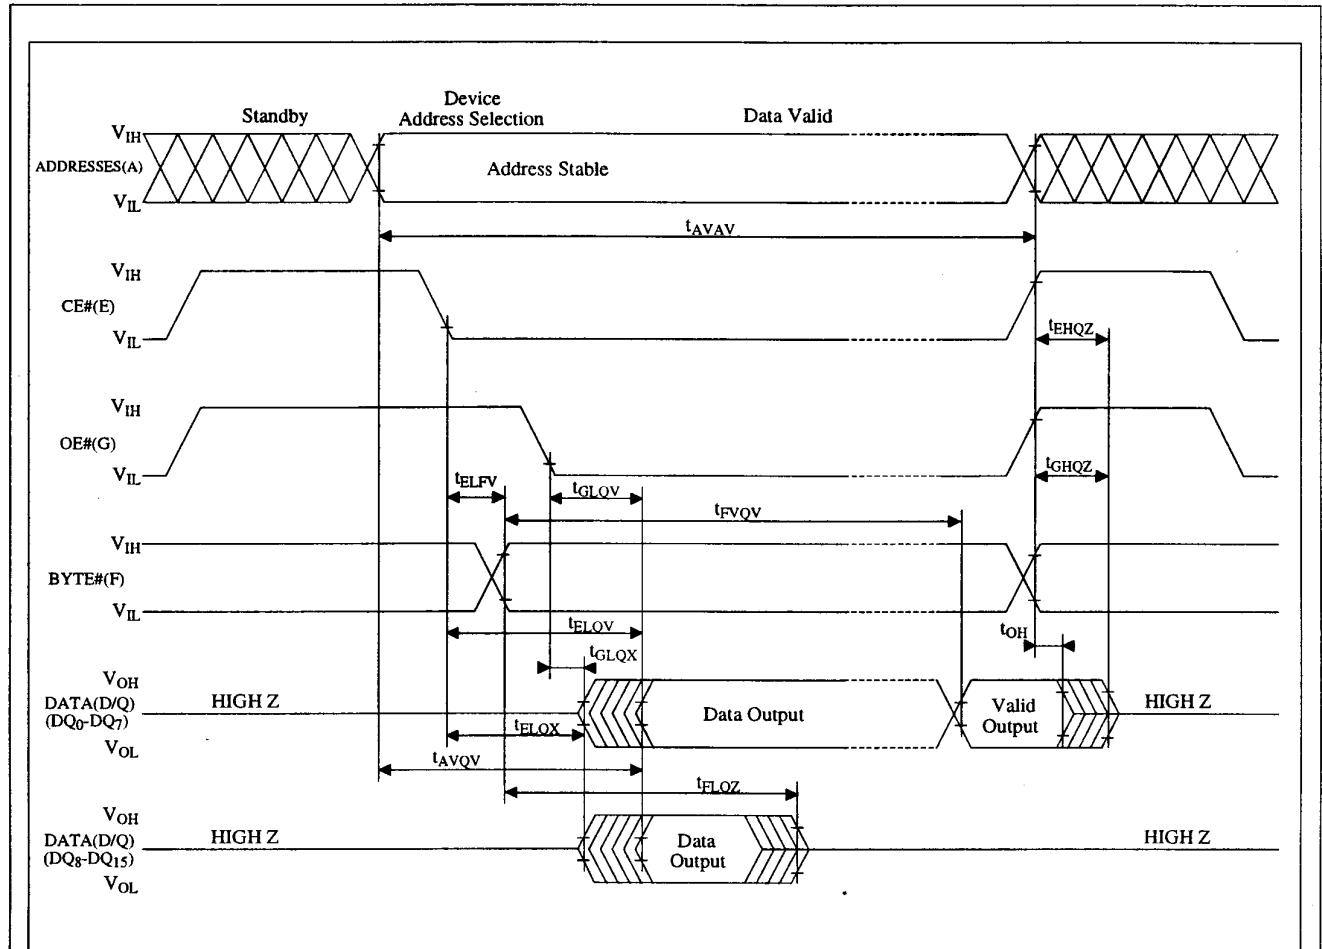 Device
Standby Address Selection Data Valid
VIH
ADDRESSES(A) Address Stable
VIL
tAVAV
VIH
CE#(E)
VIL
tEHQZ
VIH
OE#(G)
VIL
tGHQZ
tELFV
tGLQV
tFVQV
VIH
BYTE#(F)
VIL
tELQV
tOH
tGLQX
VOH
DATA(D/Q) HIGH Z Data Output Valid HIGH Z
(DQ0-DQ7) Output
VOL
tELQX
tAVQV
tFLQZ
VOH
DATA(D/Q) HIGH Z Data HIGH Z
(DQ8-DQ15) Output
VOL